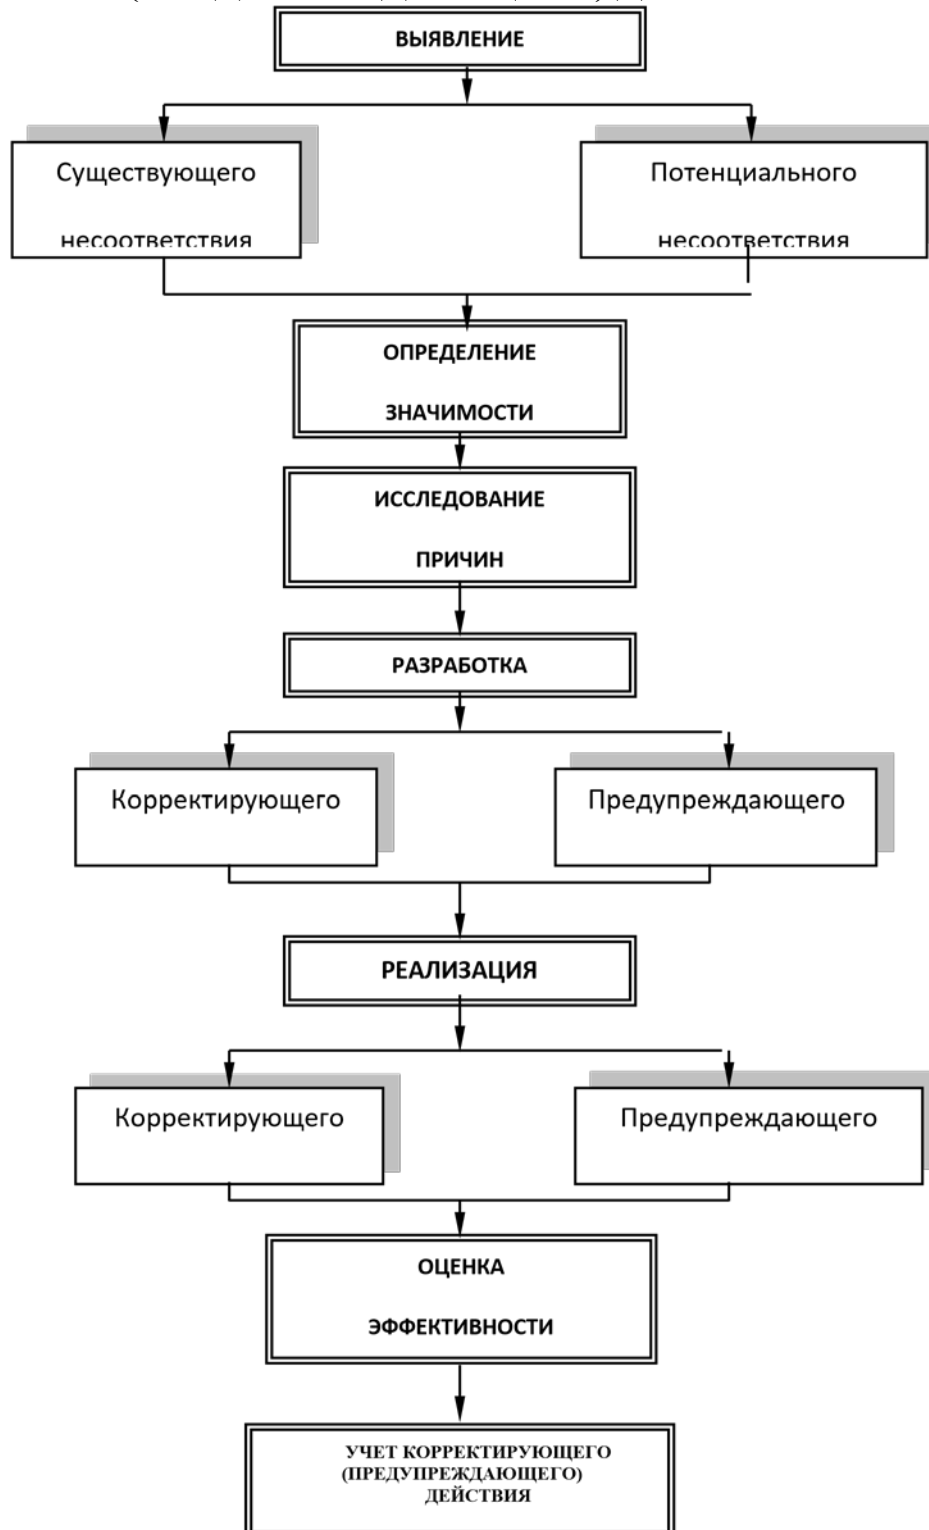 ВЫЯВЛЕНИЕ
Существующего
несоответствия
Потенциального
несоответствия
ОПРЕДЕЛЕНИЕ
ЗНАЧИМОСТИ
ИССЛЕДОВАНИЕ
ПРИЧИН
РАЗРАБОТКА
Корректирующего
Предупреждающего
РЕАЛИЗАЦИЯ
Корректирующего
Предупреждающего
ОЦЕНКА
ЭФФЕКТИВНОСТИ
УЧЕТ КОРРЕКТИРУЮЩЕГО
(ПРЕДУПРЕЖДАЮЩЕГО)
ДЕЙСТВИЯ